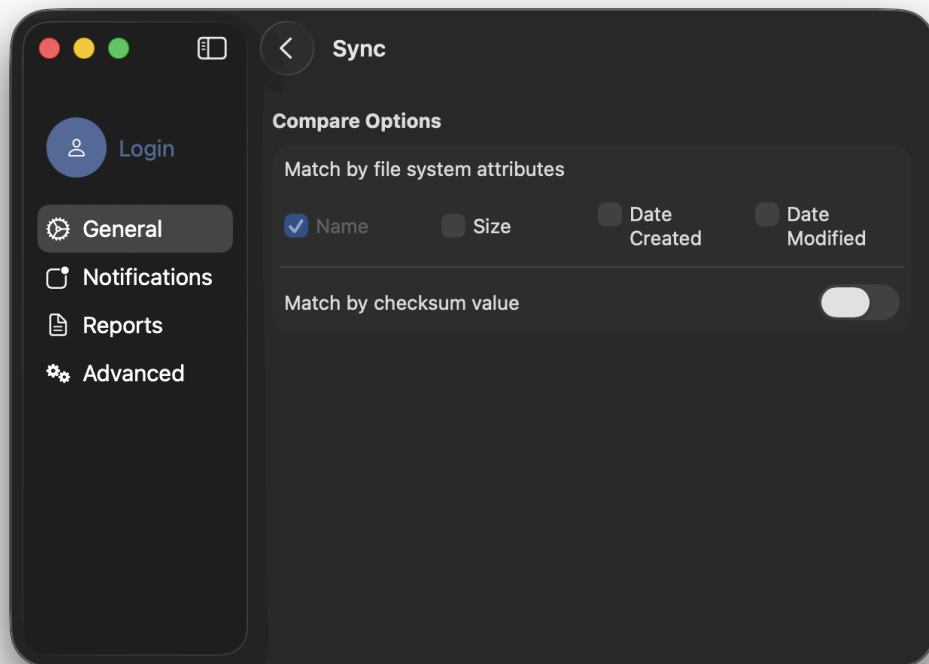 Sync
Login
General
Notifications
Reports
Advanced
Compare Options
Match by file system attributes
Name
Size
Date
Created
Date
Modified
Match by checksum value